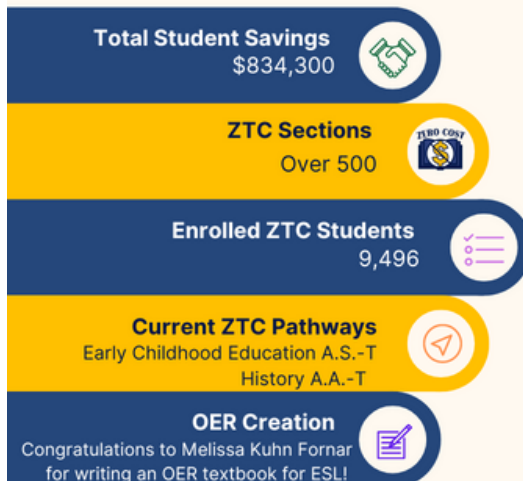 Total Student Savings
$834,300
ZTC Sections
ZERO COST
Over 500
Enrolled ZTC Students
9,496
Current ZTC Pathways
Early Childhood Education A.S.-T
History A.A.-T
OER Creation
Congratulations to Melissa Kuhn Fornar
for writing an OER textbook for ESL!